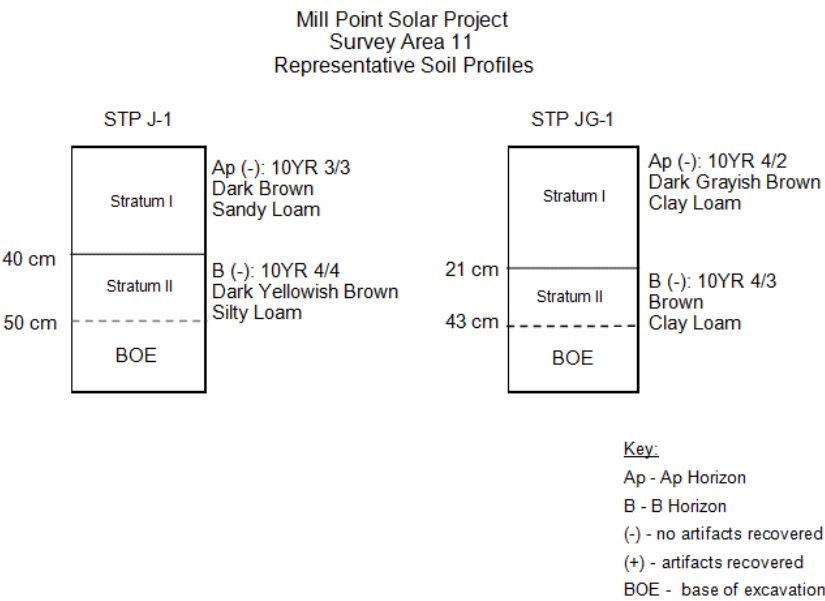 Mill Point Solar Project
Survey Area 11
Representative Soil Profiles
STP J-1
Stratum I
Ap (-): 10YR 3/3
Dark Brown
Sandy Loam
40 cm
Stratum II
B (-): 10YR 4/4
Dark Yellowish Brown
Silty Loam
50 cm
BOE
STP JG-1
Stratum I
Ap (-): 10YR 4/2
Dark Grayish Brown
Clay Loam
21 cm
Stratum II
B (-): 10YR 4/3
Brown
Clay Loam
43 cm
BOE
Key:
Ap - Ap Horizon
B - B Horizon
(-) - no artifacts recovered
(+) - artifacts recovered
BOE - base of excavation